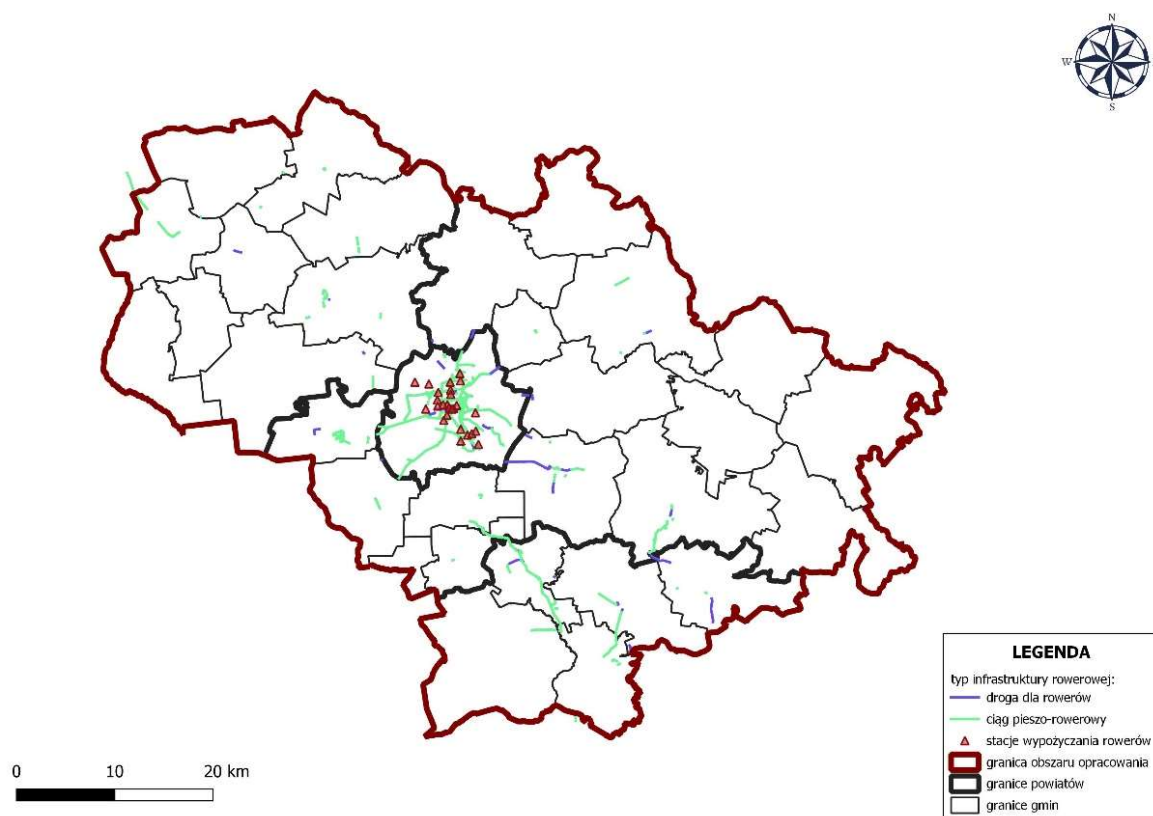 N
W
S
LEGENDA
typ infrastruktury rowerowej:
droga dla rowerów
ciąg pieszo-rowerowy
stacje wypożyczania rowerów
granica obszaru opracowania
granice powiatów
granice gmin
0 10 20 km